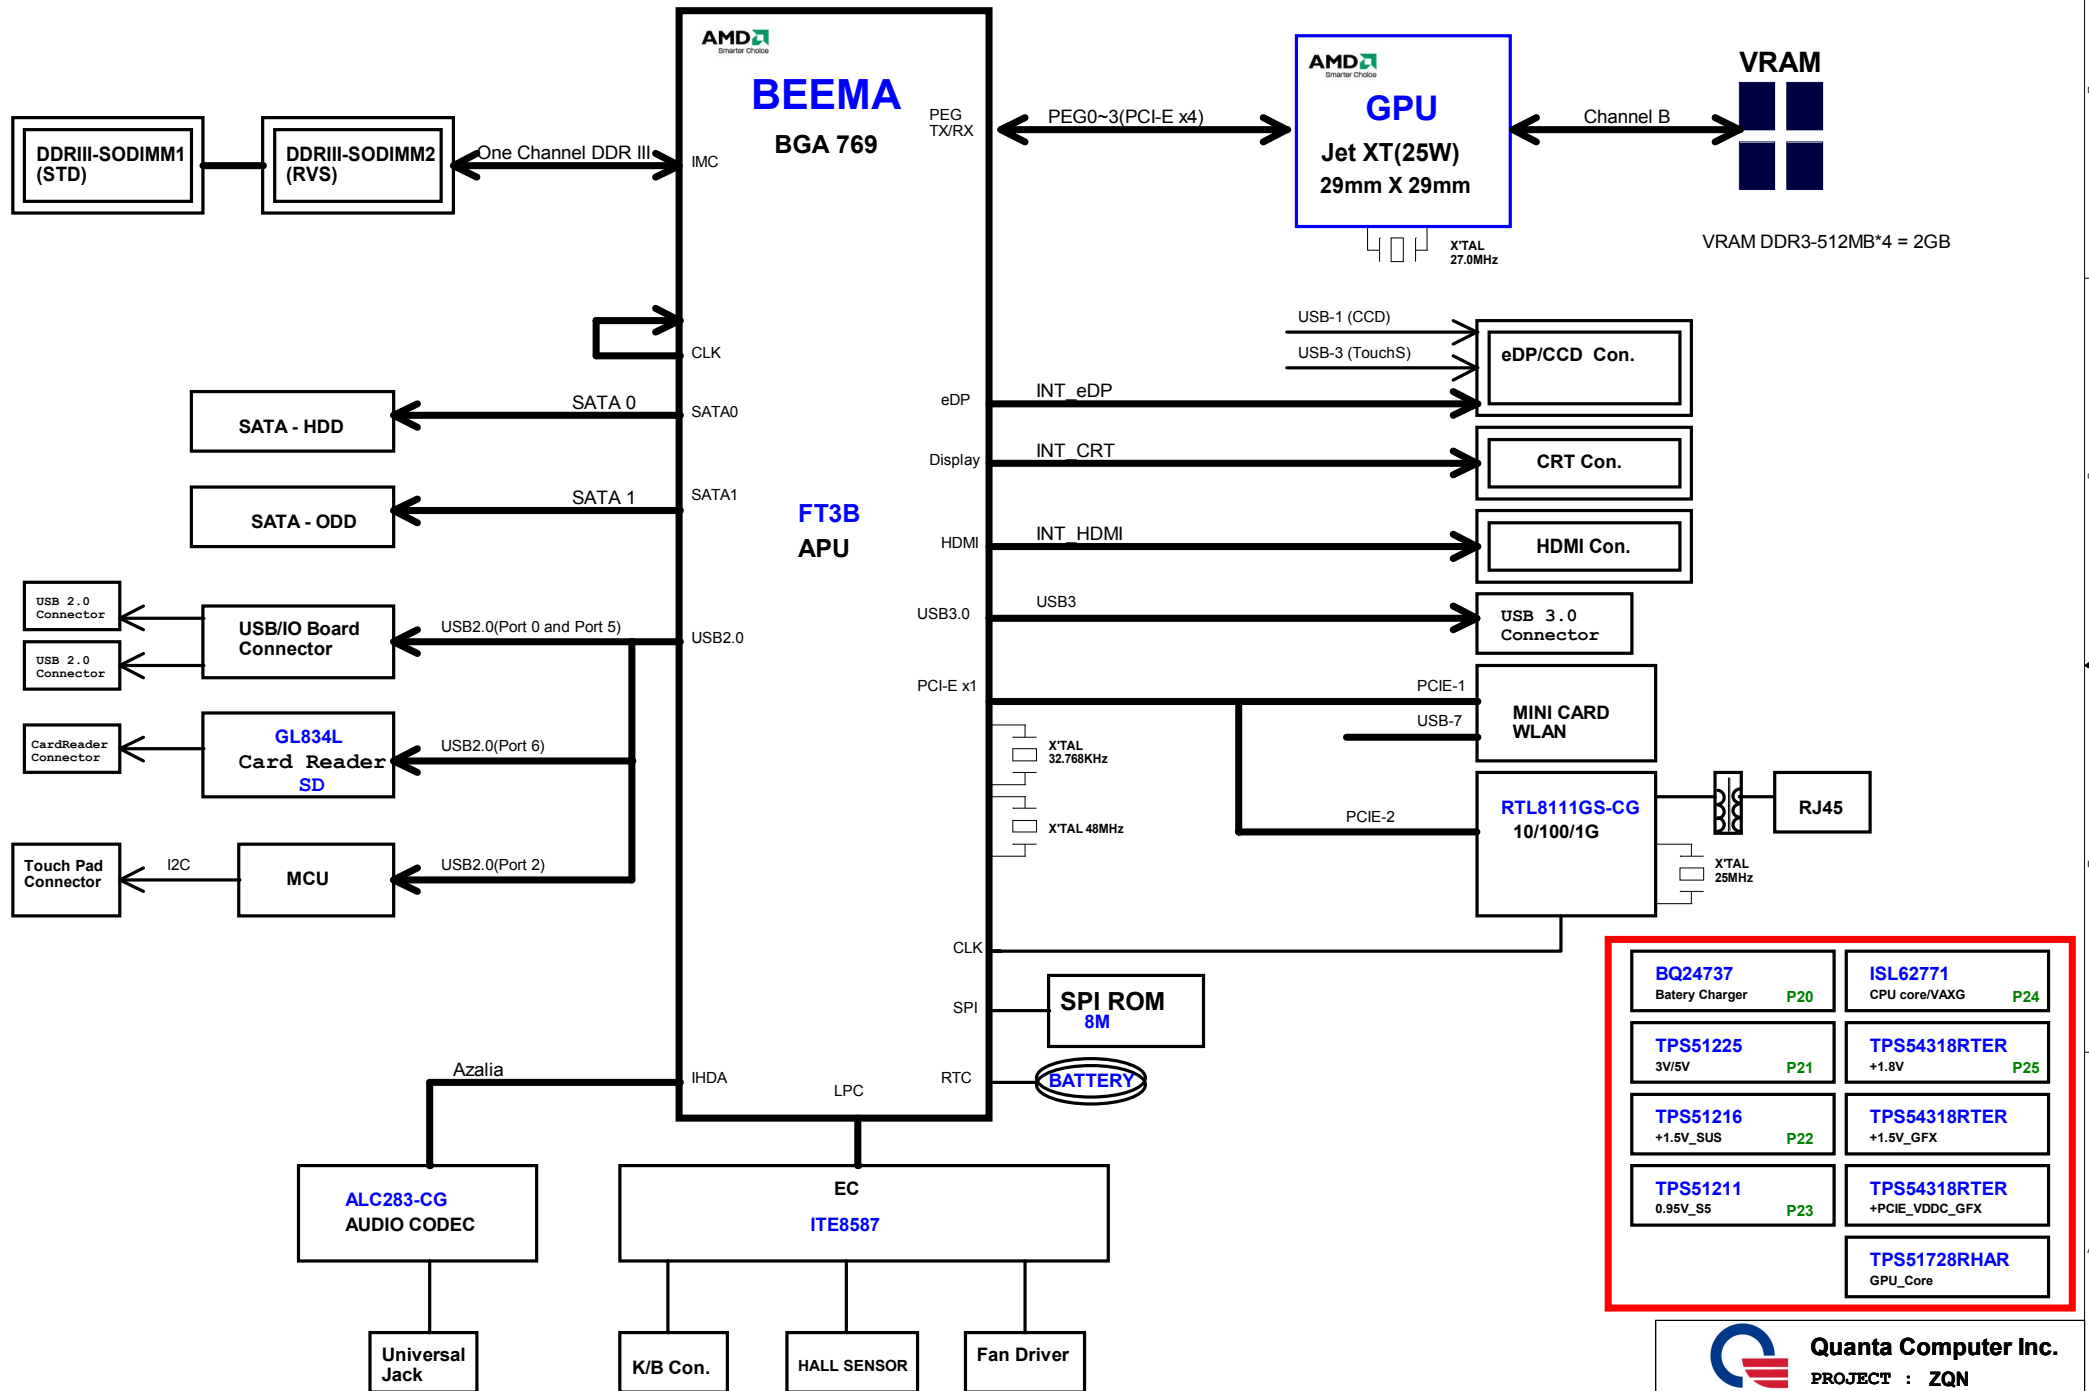 AMD
Smarter Choice
BEEMA
BGA 769
FT3B
APU
IMC
CLK
SATA0
SATA1
USB2.0
IHDA
LPC
PEG
TX/RX
eDP
Display
HDMI
USB3.0
PCI-E x1
CLK
SPI
RTC
DDRIII-SODIMM1
(STD)
DDRIII-SODIMM2
(RVS)
One Channel DDR III
SATA - HDD
SATA 0
SATA - ODD
SATA 1
USB 2.0
Connector
USB 2.0
Connector
USB/IO Board
Connector
USB2.0(Port 0 and Port 5)
CardReader
Connector
GL834L
Card Reader
SD
USB2.0(Port 6)
Touch Pad
Connector
I2C
MCU
USB2.0(Port 2)
Azalia
ALC283-CG
AUDIO CODEC
Universal
Jack
EC
ITE8587
K/B Con.
HALL SENSOR
Fan Driver
PEG0~3(PCI-E x4)
AMD
Smarter Choice
GPU
Jet XT(25W)
29mm X 29mm
X'TAL
27.0MHz
Channel B
VRAM
VRAM DDR3-512MB*4 = 2GB
USB-1 (CCD)
USB-3 (TouchS)
INT_eDP
eDP/CCD Con.
INT_CRT
CRT Con.
INT_HDMI
HDMI Con.
USB3
USB 3.0
Connector
PCIE-1
USB-7
MINI CARD
WLAN
X'TAL
32.768KHz
X'TAL 48MHz
PCIE-2
RTL8111GS-CG
10/100/1G
RJ45
X'TAL
25MHz
SPI ROM
8M
BATTERY
BQ24737
Batery Charger P20
ISL62771
CPU core/VAXG P24
TPS51225
3V/5V P21
TPS54318RTER
+1.8V P25
TPS51216
+1.5V_SUS P22
TPS54318RTER
+1.5V_GFX
TPS51211
0.95V_S5 P23
TPS54318RTER
+PCIE_VDDC_GFX
TPS51728RHAR
GPU_Core
Quanta Computer Inc.
PROJECT : ZQN